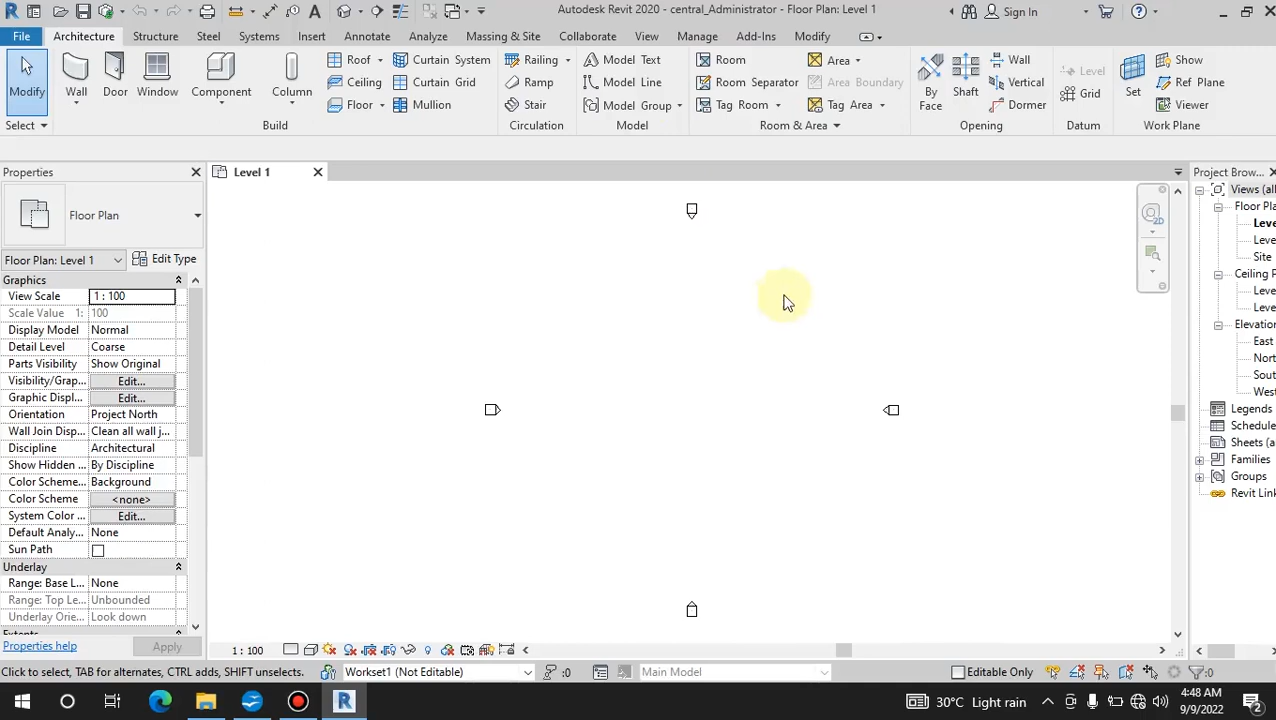 Autodesk Revit 2020 - central_Administrator - Floor Plan: Level 1
Sign In
File
Architecture
Structure
Steel
Systems
Insert
Annotate
Analyze
Massing & Site
Collaborate
View
Manage
Add-Ins
Modify
Modify
Wall
Door
Window
Component
Column
Roof
Ceiling
Floor
Curtain System
Curtain Grid
Mullion
Railing
Ramp
Stair
Model Text
Model Line
Model Group
Room
Room Separator
Tag Room
Area
Area Boundary
Tag Area
By Face
Shaft
Wall
Vertical
Dormer
Level
Grid
Set
Show
Ref Plane
Viewer
Select
Build
Circulation
Model
Room & Area
Opening
Datum
Work Plane
Properties
Floor Plan
Floor Plan: Level 1
Edit Type
Graphics
View Scale 1 : 100
Scale Value 1: 100
Display Model Normal
Detail Level Coarse
Parts Visibility Show Original
Visibility/Grap... Edit...
Graphic Displ... Edit...
Orientation Project North
Wall Join Disp... Clean all wall j...
Discipline Architectural
Show Hidden ... By Discipline
Color Scheme... Background
Color Scheme <none>
System Color ... Edit...
Default Analy... None
Sun Path
Underlay
Range: Base L... None
Range: Top Le... Unbounded
Underlay Orie... Look down
Extents
Properties help
Apply
Level 1
2D
Project Brow...
Views (all
Floor Pla
Leve
Leve
Site
Ceiling P
Leve
Leve
Elevatio
East
Nort
Sout
West
Legends
Schedule
Sheets (a
Families
Groups
Revit Link
1 : 100
Click to select, TAB for alternates, CTRL adds, SHIFT unselects.
Workset1 (Not Editable)
:0
Main Model
Editable Only
:0
30°C Light rain
4:48 AM
9/9/2022
2